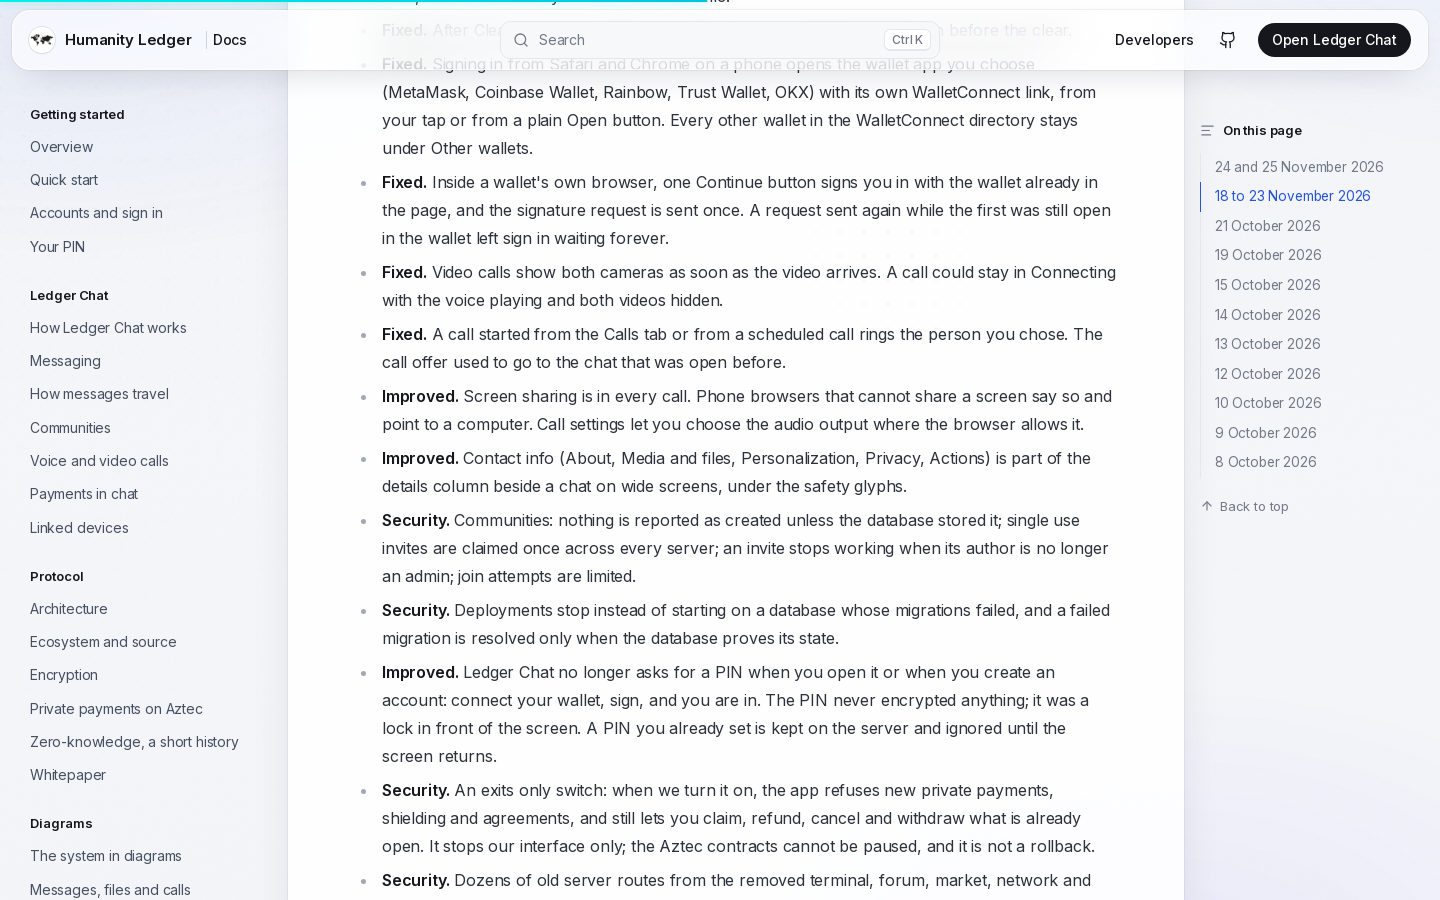 Humanity Ledger
Docs
Search
Ctrl K
Developers
Open Ledger Chat
Getting started
Overview
Quick start
Accounts and sign in
Your PIN
Ledger Chat
How Ledger Chat works
Messaging
How messages travel
Communities
Voice and video calls
Payments in chat
Linked devices
Protocol
Architecture
Ecosystem and source
Encryption
Private payments on Aztec
Zero-knowledge, a short history
Whitepaper
Diagrams
The system in diagrams
Messages, files and calls
Fixed. After Clea
before the clear.
Fixed. Signing in from Safari and Chrome on a phone opens the wallet app you choose
(MetaMask, Coinbase Wallet, Rainbow, Trust Wallet, OKX) with its own WalletConnect link, from
your tap or from a plain Open button. Every other wallet in the WalletConnect directory stays
under Other wallets.
Fixed. Inside a wallet's own browser, one Continue button signs you in with the wallet already in
the page, and the signature request is sent once. A request sent again while the first was still open
in the wallet left sign in waiting forever.
Fixed. Video calls show both cameras as soon as the video arrives. A call could stay in Connecting
with the voice playing and both videos hidden.
Fixed. A call started from the Calls tab or from a scheduled call rings the person you chose. The
call offer used to go to the chat that was open before.
Improved. Screen sharing is in every call. Phone browsers that cannot share a screen say so and
point to a computer. Call settings let you choose the audio output where the browser allows it.
Improved. Contact info (About, Media and files, Personalization, Privacy, Actions) is part of the
details column beside a chat on wide screens, under the safety glyphs.
Security. Communities: nothing is reported as created unless the database stored it; single use
invites are claimed once across every server; an invite stops working when its author is no longer
an admin; join attempts are limited.
Security. Deployments stop instead of starting on a database whose migrations failed, and a failed
migration is resolved only when the database proves its state.
Improved. Ledger Chat no longer asks for a PIN when you open it or when you create an
account: connect your wallet, sign, and you are in. The PIN never encrypted anything; it was a
lock in front of the screen. A PIN you already set is kept on the server and ignored until the
screen returns.
Security. An exits only switch: when we turn it on, the app refuses new private payments,
shielding and agreements, and still lets you claim, refund, cancel and withdraw what is already
open. It stops our interface only; the Aztec contracts cannot be paused, and it is not a rollback.
Security. Dozens of old server routes from the removed terminal, forum, market, network and
On this page
24 and 25 November 2026
18 to 23 November 2026
21 October 2026
19 October 2026
15 October 2026
14 October 2026
13 October 2026
12 October 2026
10 October 2026
9 October 2026
8 October 2026
Back to top